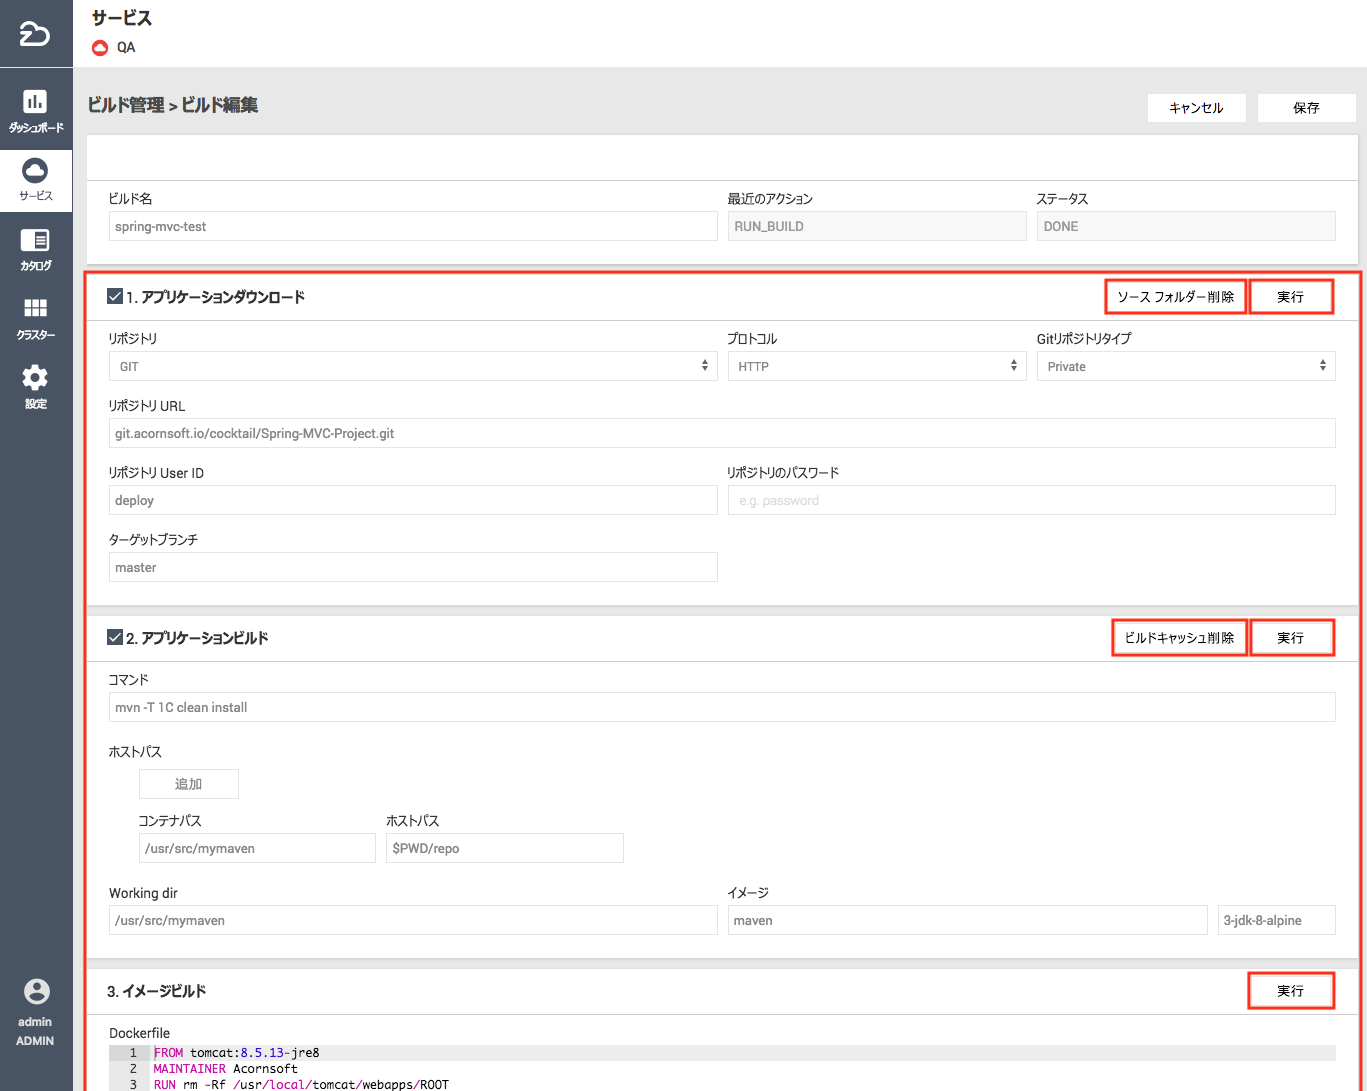 サービス
QA
ダッシュボード
サービス
カタログ
クラスター
設定
admin
ADMIN
ビルド管理 > ビルド編集
キャンセル
保存
ビルド名
最近のアクション
ステータス
spring-mvc-test
RUN_BUILD
DONE
1. アプリケーションダウンロード
ソース フォルダー削除
実行
リポジトリ
プロトコル
Gitリポジトリタイプ
GIT
HTTP
Private
リポジトリ URL
git.acornsoft.io/cocktail/Spring-MVC-Project.git
リポジトリ User ID
リポジトリのパスワード
deploy
e.g. password
ターゲットブランチ
master
2. アプリケーションビルド
ビルドキャッシュ削除
実行
コマンド
mvn -T 1C clean install
ホストパス
追加
コンテナパス
ホストパス
/usr/src/mymaven
$PWD/repo
Working dir
イメージ
/usr/src/mymaven
maven
3-jdk-8-alpine
3. イメージビルド
実行
Dockerfile
1 FROM tomcat:8.5.13-jre8
2 MAINTAINER Acornsoft
3 RUN rm -Rf /usr/local/tomcat/webapps/ROOT